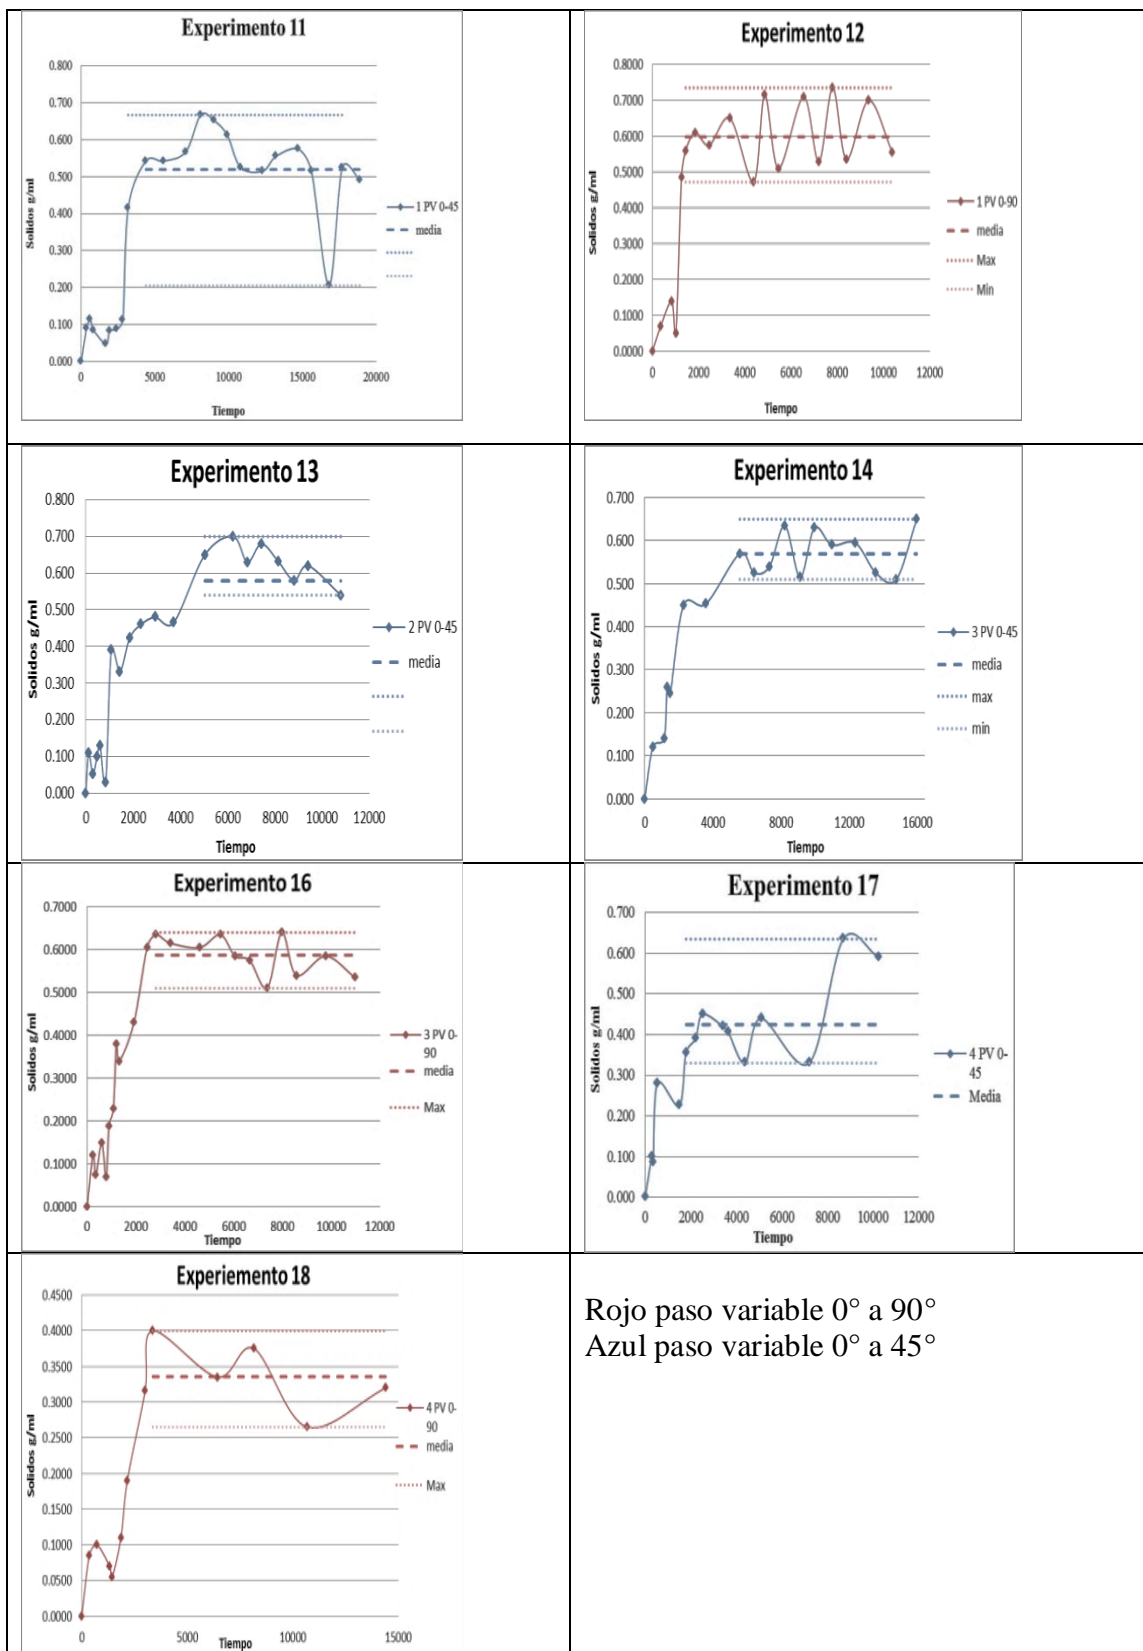 Experimento 11
0.800
0.700
0.600
0.500
0.400
0.300
0.200
0.100
0.000
Solidos g/ml
0
5000
10000
15000
20000
Tiempo
1 PV 0-45
media
Experimento 12
0.8000
0.7000
0.6000
0.5000
0.4000
0.3000
0.2000
0.1000
0.0000
Solidos g/ml
0
2000
4000
6000
8000
10000
12000
Tiempo
1 PV 0-90
media
Max
Min
Experimento 13
0.800
0.700
0.600
0.500
0.400
0.300
0.200
0.100
0.000
Solidos g/ml
0
2000
4000
6000
8000
10000
12000
Tiempo
2 PV 0-45
media
Experimento 14
0.700
0.600
0.500
0.400
0.300
0.200
0.100
0.000
Solidos g/ml
0
4000
8000
12000
16000
Tiempo
3 PV 0-45
media
max
min
Experimento 16
0.7000
0.6000
0.5000
0.4000
0.3000
0.2000
0.1000
0.0000
Solidos g/ml
0
2000
4000
6000
8000
10000
12000
Tiempo
3 PV 0-
90
media
Max
Experimento 17
0.700
0.600
0.500
0.400
0.300
0.200
0.100
0.000
Solidos g/ml
0
2000
4000
6000
8000
10000
12000
Tiempo
4 PV 0-
45
Media
Experiemento 18
0.4500
0.4000
0.3500
0.3000
0.2500
0.2000
0.1500
0.1000
0.0500
0.0000
Solidos g/ml
0
5000
10000
15000
Tiempo
4 PV 0-
90
media
Max
Rojo paso variable 0° a 90°
Azul paso variable 0° a 45°